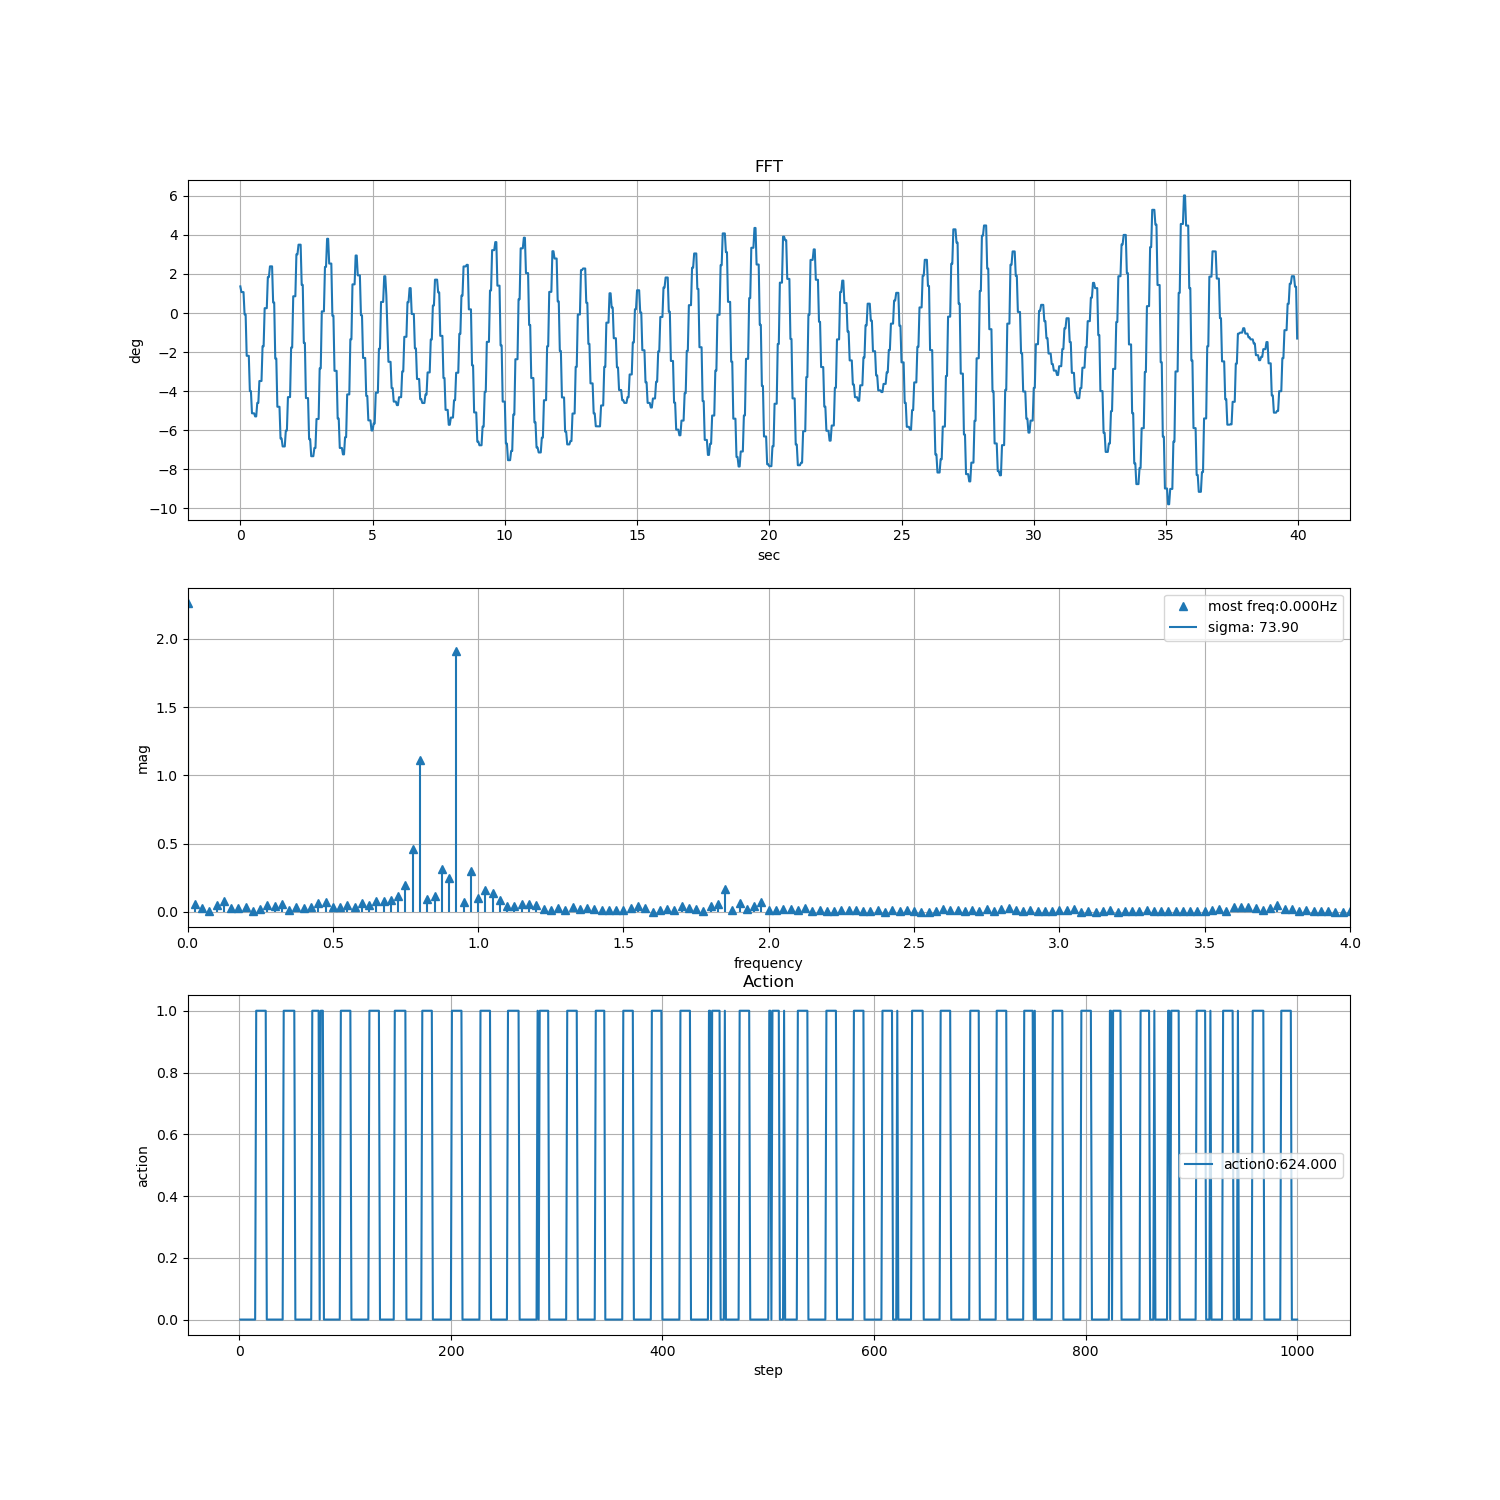 FFT
6
4
2
0
−2
−4
−6
−8
−10
deg
0 5 10 15 20 25 30 35 40
sec
most freq:0.000Hz
sigma: 73.90
2.0
1.5
1.0
0.5
0.0
mag
0.0 0.5 1.0 1.5 2.0 2.5 3.0 3.5 4.0
frequency
Action
1.0
0.8
0.6
0.4
0.2
0.0
action
action0:624.000
0 200 400 600 800 1000
step